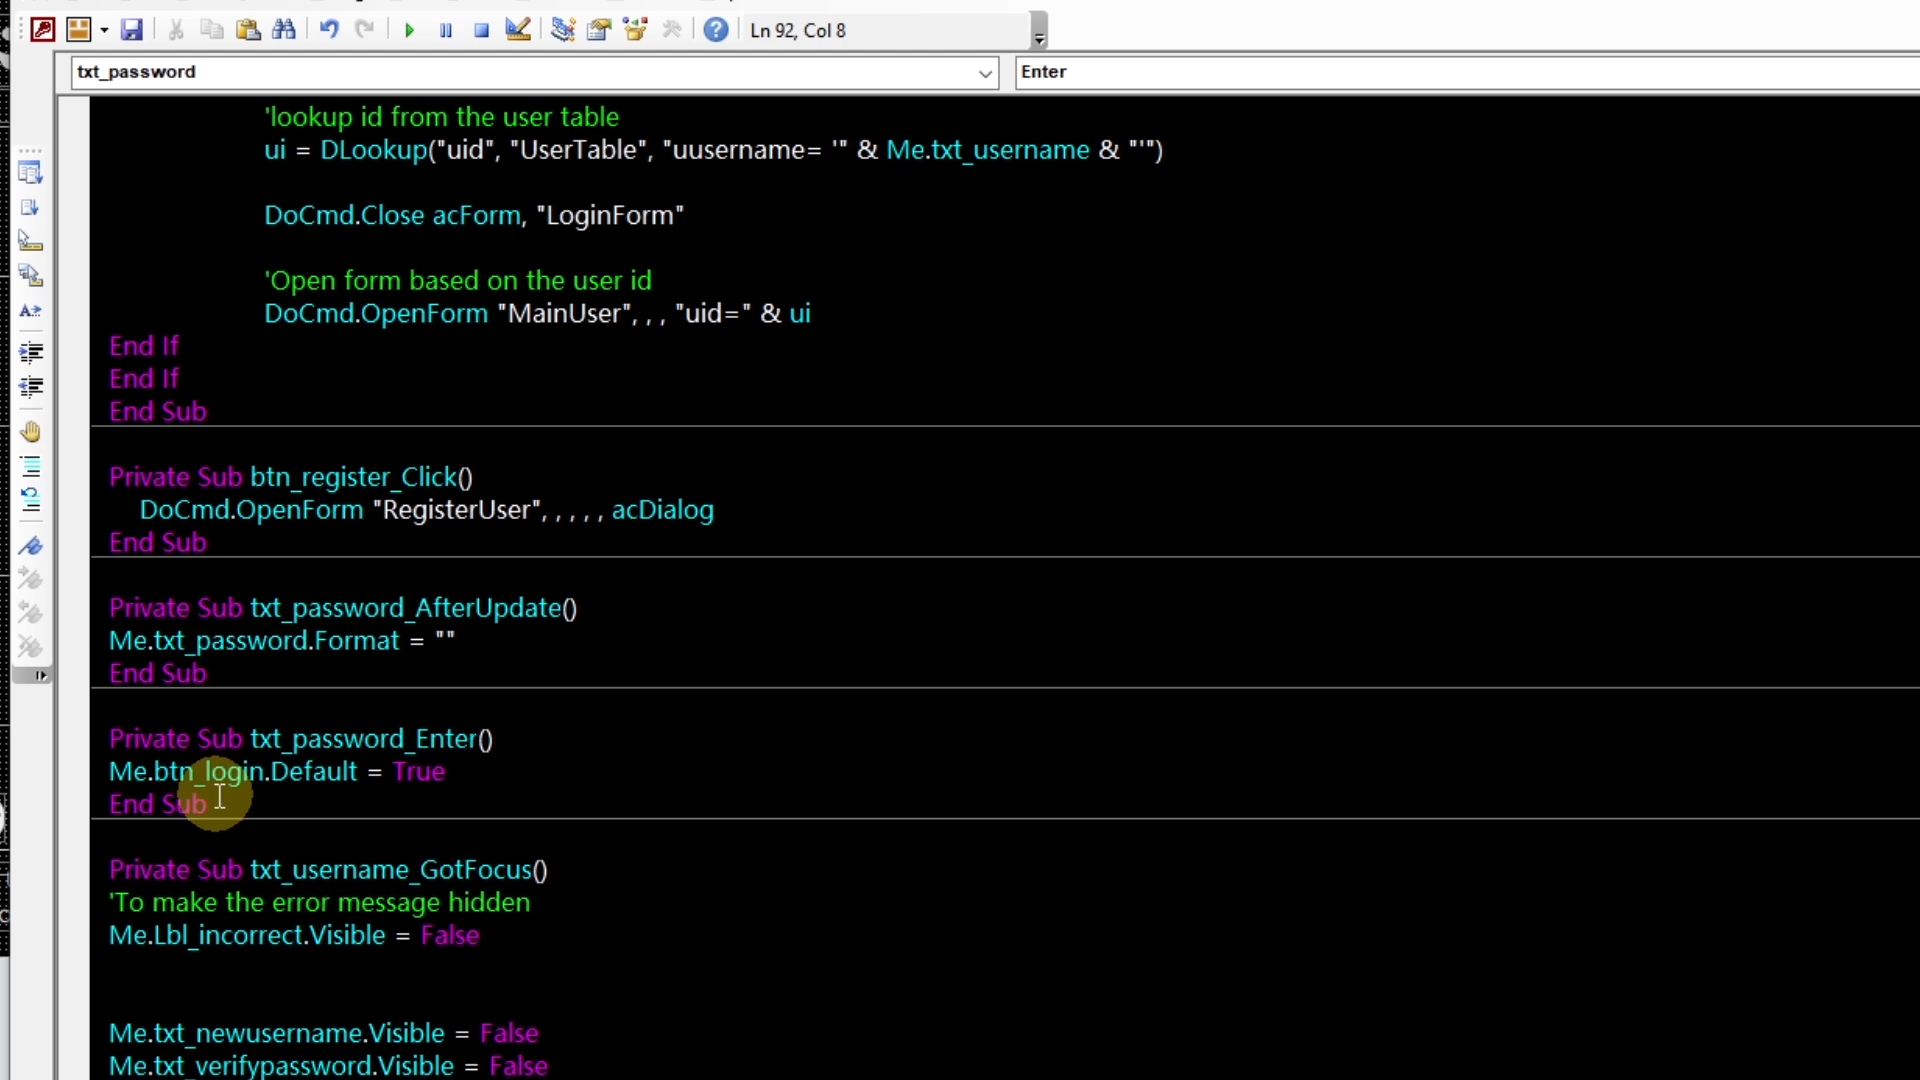 Ln 92, Col 8
txt_password
Enter
'lookup id from the user table
ui = DLookup("uid", "UserTable", "uusername= '" & Me.txt_username & "'")
DoCmd.Close acForm, "LoginForm"
'Open form based on the user id
DoCmd.OpenForm "MainUser", , , "uid=" & ui
End If
End If
End Sub
Private Sub btn_register_Click()
DoCmd.OpenForm "RegisterUser", , , , , acDialog
End Sub
Private Sub txt_password_AfterUpdate()
Me.txt_password.Format = ""
End Sub
Private Sub txt_password_Enter()
Me.btn_login.Default = True
End Sub
Private Sub txt_username_GotFocus()
'To make the error message hidden
Me.Lbl_incorrect.Visible = False
Me.txt_newusername.Visible = False
Me.txt_verifypassword.Visible = False